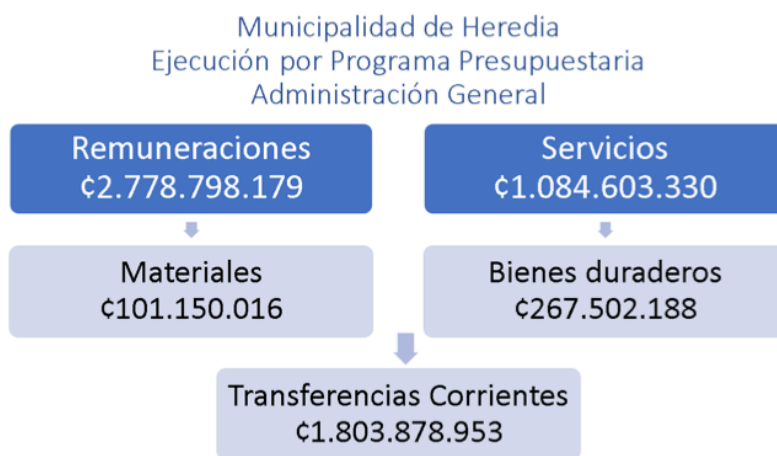 Municipalidad de Heredia
Ejecución por Programa Presupuestaria
Administración General
Remuneraciones
¢2.778.798.179
Servicios
¢1.084.603.330
Materiales
¢101.150.016
Bienes duraderos
¢267.502.188
Transferencias Corrientes
¢1.803.878.953